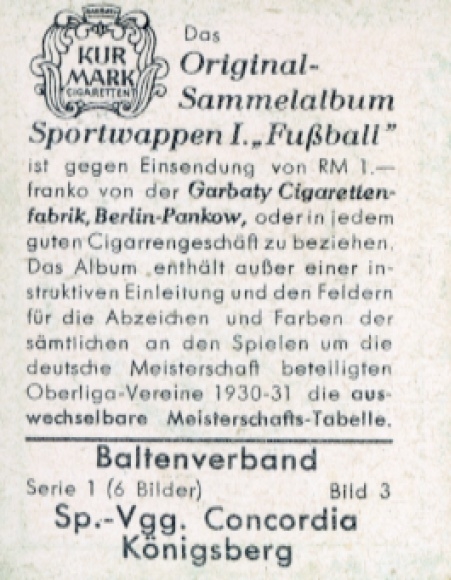 GARBATY
KUR
MARK
CIGARETTEN
Das
Original-
Sammelalbum
Sportwappen I. „Fußball”
ist gegen Einsendung von RM 1.—
franko von der Garbaty Cigaretten-
fabrik, Berlin-Pankow, oder in jedem
guten Cigarrengeschäft zu beziehen.
Das Album enthält außer einer in-
struktiven Einleitung und den Feldern
für die Abzeichen und Farben der
sämtlichen an den Spielen um die
deutsche Meisterschaft beteiligten
Oberliga-Vereine 1930-31 die aus-
wechselbare Meisterschafts-Tabelle.
Baltenverband
Serie 1 (6 Bilder) Bild 3
Sp.-Vgg. Concordia
Königsberg